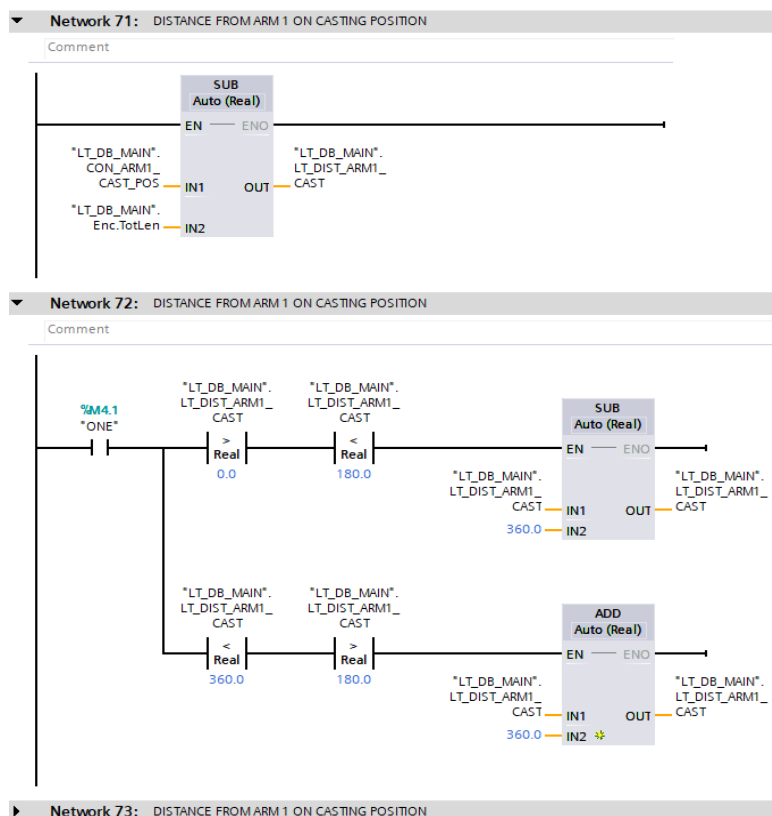 Network 71: DISTANCE FROM ARM 1 ON CASTING POSITION
Comment
SUB
Auto (Real)
EN ENO
"LT_DB_MAIN".
CON_ARM1_
CAST_POS IN1
"LT_DB_MAIN".
LT_DIST_ARM1_
OUT CAST
"LT_DB_MAIN".
Enc.TotLen IN2
Network 72: DISTANCE FROM ARM 1 ON CASTING POSITION
Comment
%M4.1
"ONE"
"LT_DB_MAIN".
LT_DIST_ARM1_
CAST
>
Real
0.0
"LT_DB_MAIN".
LT_DIST_ARM1_
CAST
<
Real
180.0
SUB
Auto (Real)
EN ENO
"LT_DB_MAIN".
LT_DIST_ARM1_
CAST IN1
360.0 IN2
"LT_DB_MAIN".
LT_DIST_ARM1_
OUT CAST
"LT_DB_MAIN".
LT_DIST_ARM1_
CAST
<
Real
360.0
"LT_DB_MAIN".
LT_DIST_ARM1_
CAST
>
Real
180.0
ADD
Auto (Real)
EN ENO
"LT_DB_MAIN".
LT_DIST_ARM1_
CAST IN1
360.0 IN2
"LT_DB_MAIN".
LT_DIST_ARM1_
OUT CAST
Network 73: DISTANCE FROM ARM 1 ON CASTING POSITION